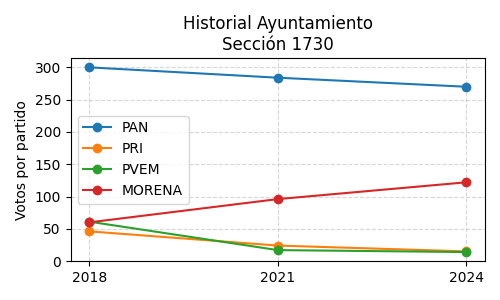 Historial Ayuntamiento
Sección 1730
Votos por partido
300
250
200
150
100
50
0
PAN
PRI
PVEM
MORENA
2018
2021
2024